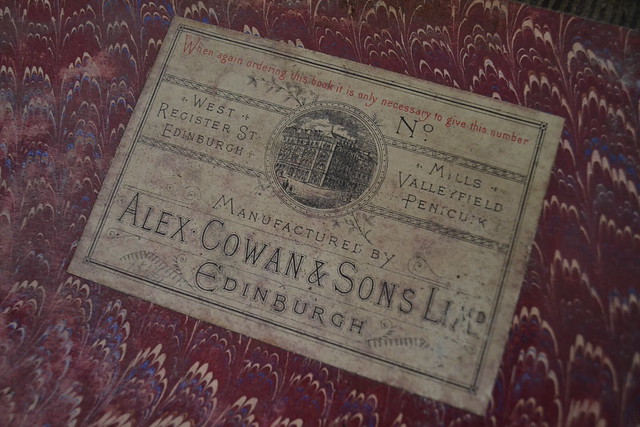 When again ordering this book it is only necessary to give this number
No.
WEST
REGISTER ST.
EDINBURGH
MILLS
VALLEYFIELD
PENICUIK
MANUFACTURED BY
ALEX. COWAN & SONS LIMD
EDINBURGH